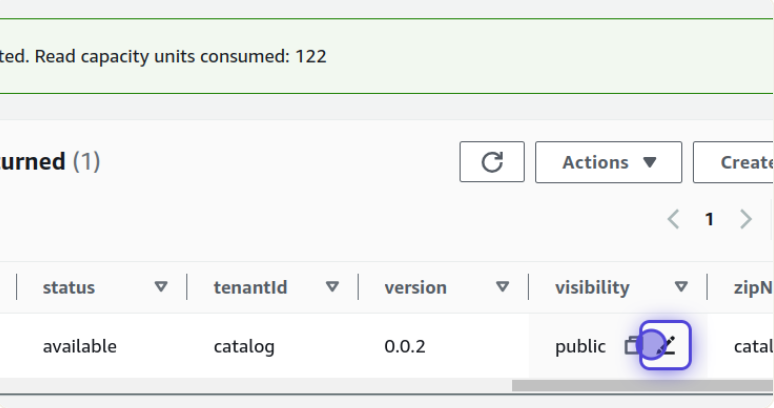 ted. Read capacity units consumed: 122
urned (1)
Actions
Create
1
status tenantId version visibility zipN
available catalog 0.0.2 public catal